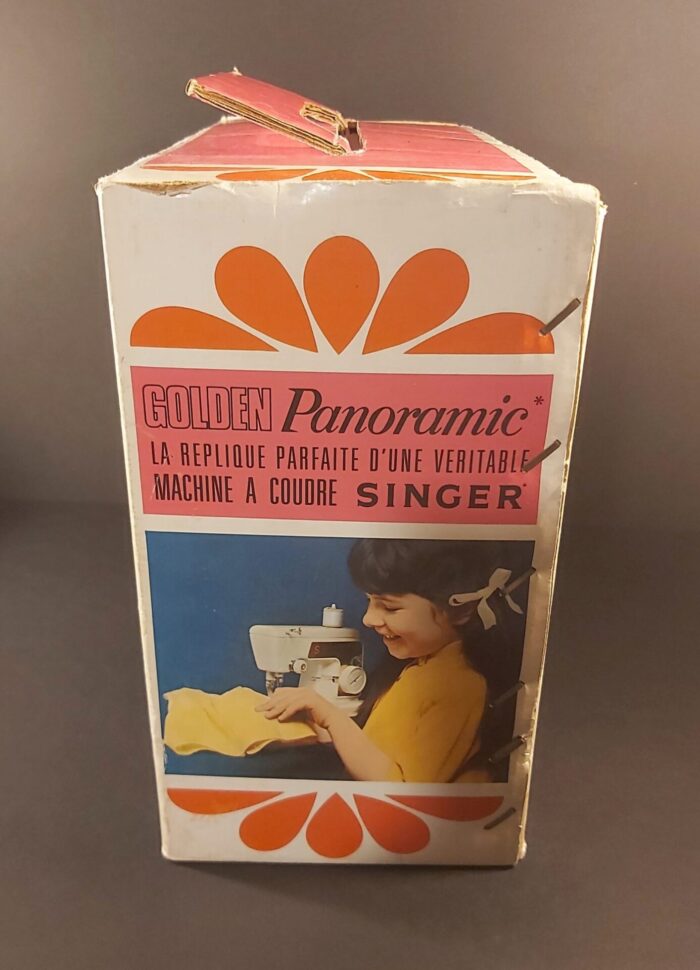 GOLDEN Panoramic*
LA REPLIQUE PARFAITE D'UNE VERITABLE
MACHINE A COUDRE SINGER*
S